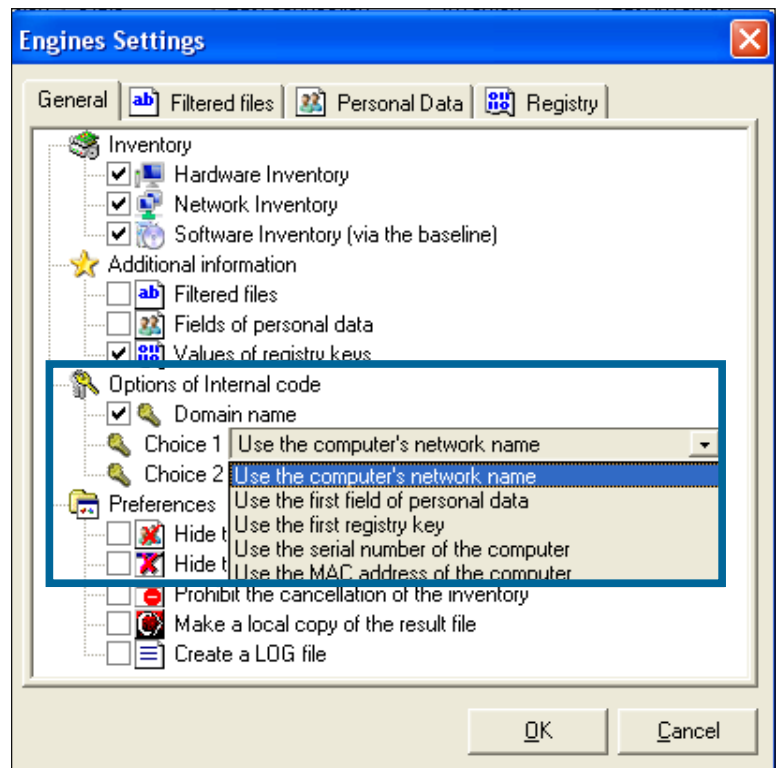 Engines Settings
General Filtered files Personal Data Registry
Inventory
Hardware Inventory
Network Inventory
Software Inventory (via the baseline)
Additional information
Filtered files
Fields of personal data
Values of registry keys
Options of Internal code
Domain name
Choice 1 Use the computer's network name
Choice 2 Use the computer's network name
Preferences Use the first field of personal data
Hide t Use the first registry key
Use the serial number of the computer
Hide t Use the MAC address of the computer
Prohibit the cancellation of the inventory
Make a local copy of the result file
Create a LOG file
OK Cancel